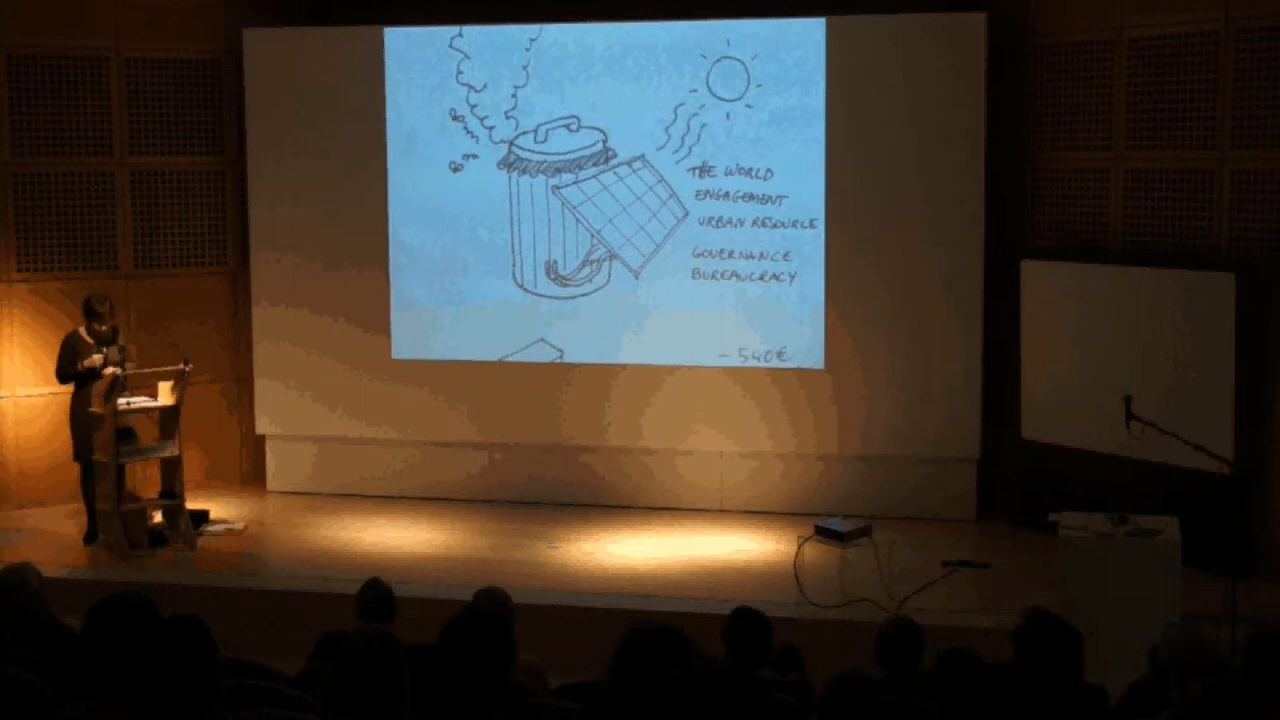 THE WORLD
ENGAGEMENT
URBAN RESOURCE
GOVERNANCE
BUREAUCRACY
- 540€